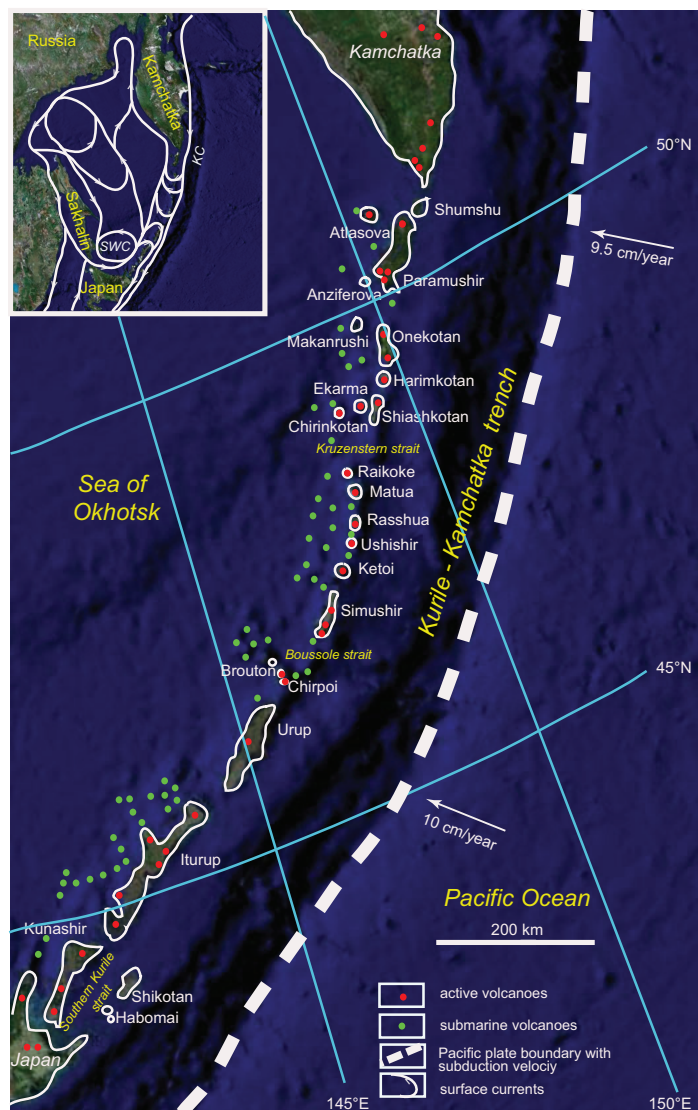 Russia
Kamchatka
KC
Sakhalin
SWC
Japan
Kamchatka
50°N
Shumshu
Atlasova
9.5 cm/year
Paramushir
Anziferova
Makanrushi
Onekotan
Harimkotan
Ekarma
Chirinkotan
Shiashkotan
Kruzenstern strait
Kurile - Kamchatka trench
Sea of
Okhotsk
Raikoke
Matua
Rasshua
Ushishir
Ketoi
Simushir
Boussole strait
Brouton
Chirpoi
45°N
Urup
10 cm/year
Iturup
Pacific Ocean
200 km
Kunashir
Southern Kurile
strait
Shikotan
Habomai
Japan
active volcanoes
submarine volcanoes
Pacific plate boundary with
subduction velociy
surface currents
145°E
150°E